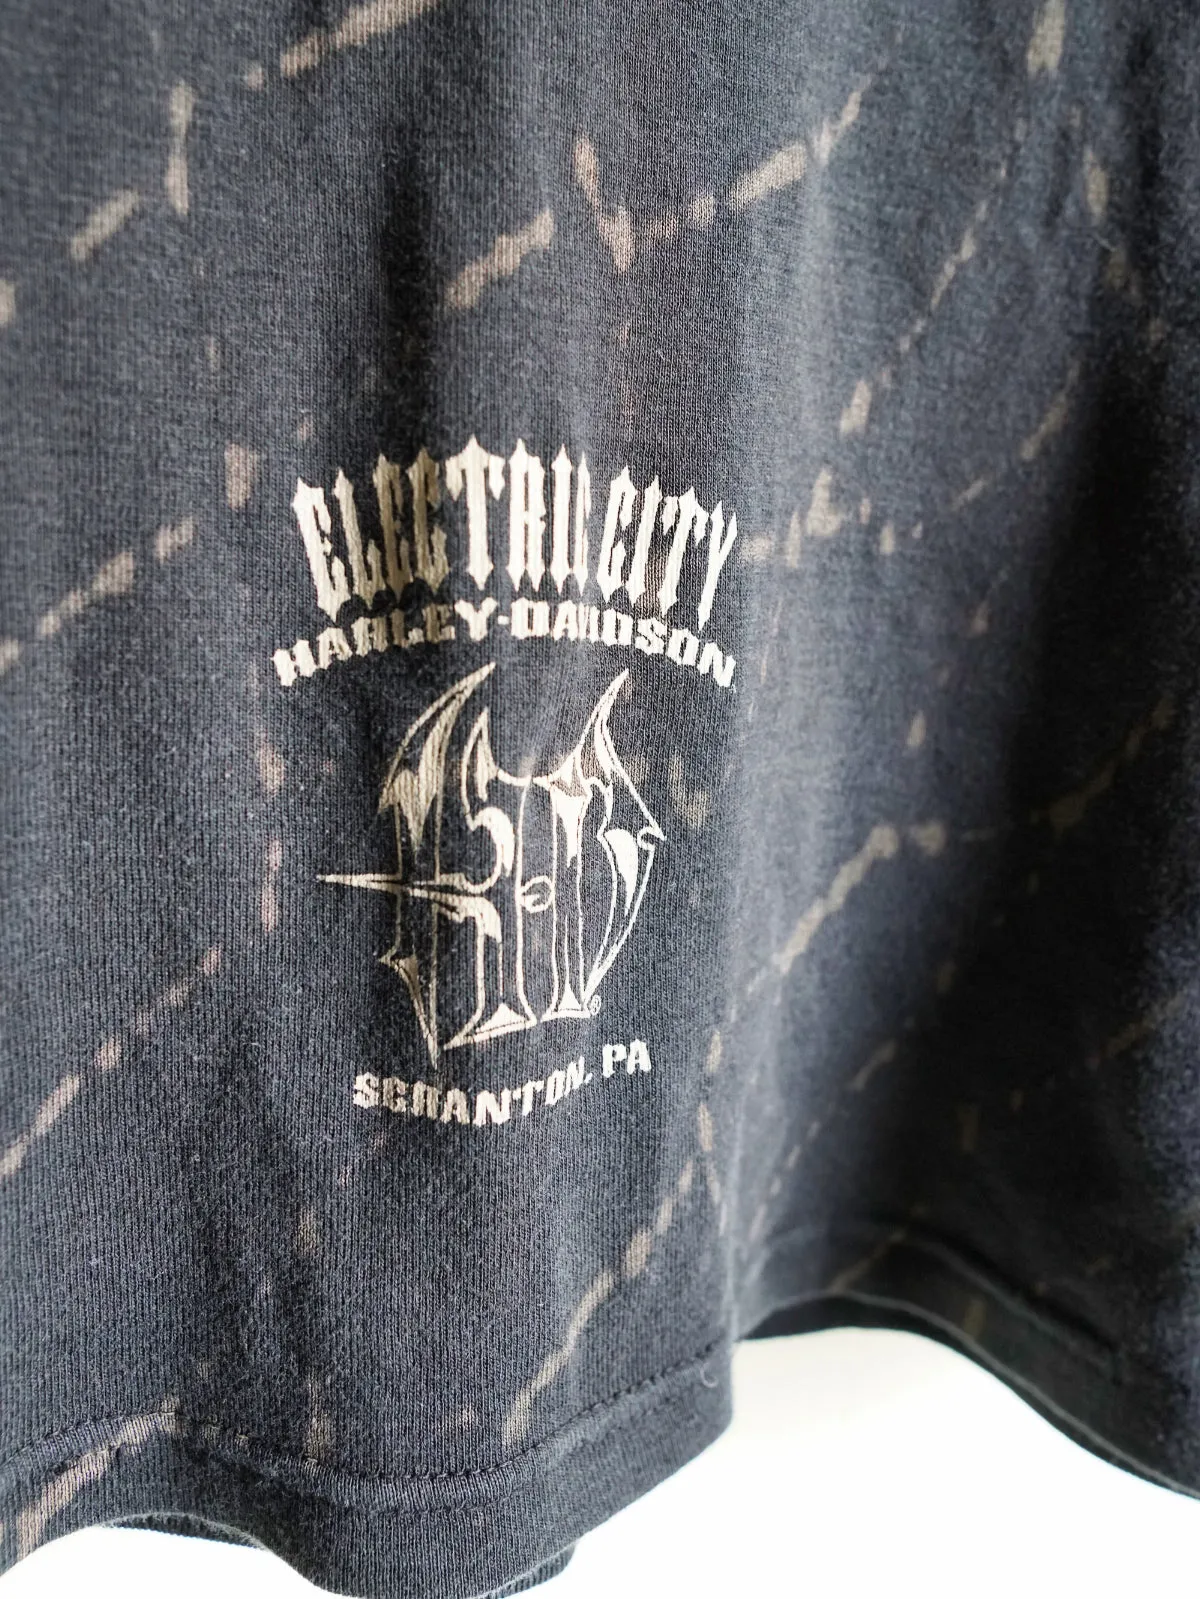 ELECTRIC CITY
HARLEY-DAVIDSON
®
SCRANTON, PA